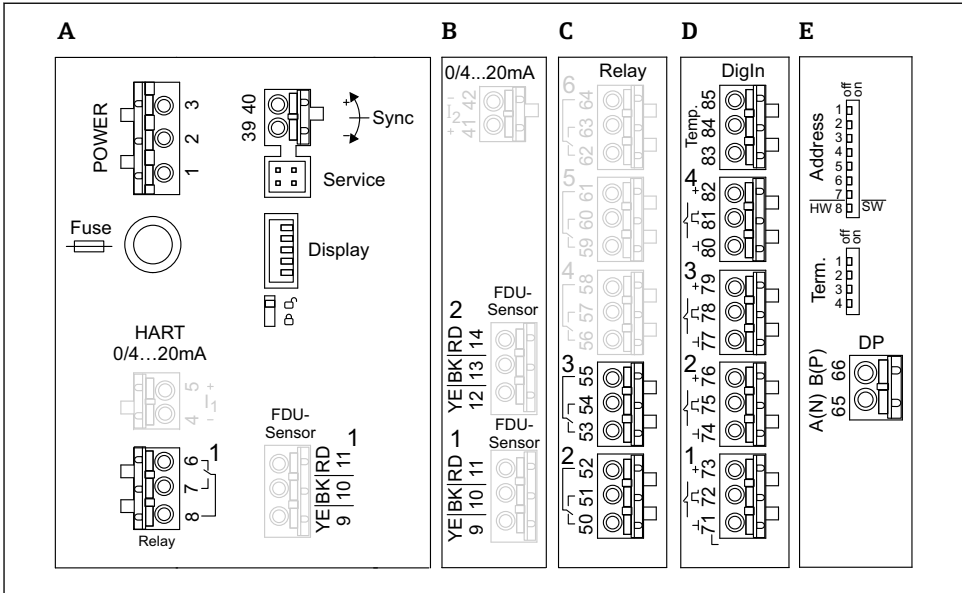 A
POWER
3
2
1
39 40
+
-
Sync
Service
Fuse
Display
HART
0/4...20mA
4 5
- I1 +
6
7
8
1
Relay
FDU-
Sensor
1
YE BK RD
9 10 11
B
0/4...20mA
- I2 +
41 42
2
FDU-
Sensor
YE BK RD
12 13 14
1
FDU-
Sensor
YE BK RD
9 10 11
C
Relay
6
62 63 64
5
59 60 61
4
56 57 58
3
53 54 55
2
50 51 52
D
DigIn
Temp.
83 84 85
4
80 81 82
+
3
77 78 79
+
2
74 75 76
+
1
71 72 73
+
E
off
on
Address
1
2
3
4
5
6
7
HW 8 SW
off
on
Term.
1
2
3
4
DP
A(N) B(P)
65 66